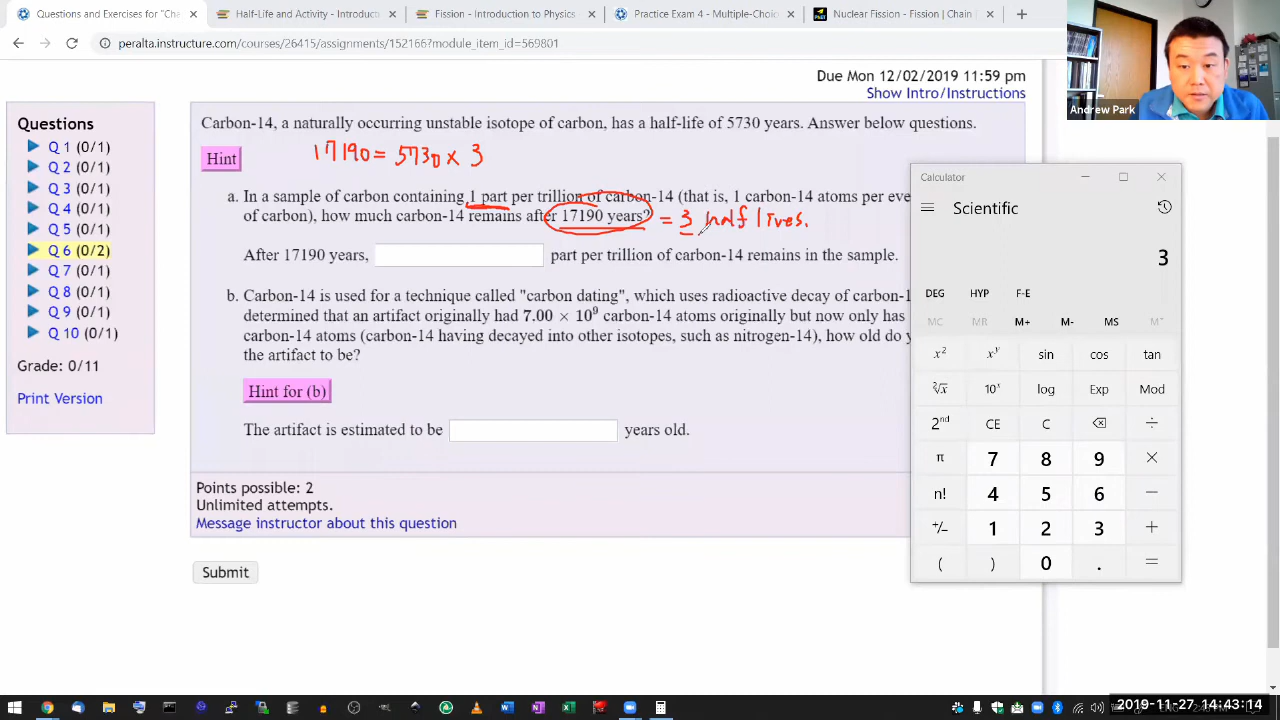 Questions and Exercises for "Cha
Half-Life and Activity - Introduc
Fission - Introduction to Physics
Practice Exam 4 - Multiple-Choic
Nuclear Fission - Fission | Chain |
peralta.instructure.com/courses/26415/assignments/152166?module_item_id=569801
Andrew Park
Due Mon 12/02/2019 11:59 pm
Show Intro/Instructions
Questions
Q 1 (0/1)
Q 2 (0/1)
Q 3 (0/1)
Q 4 (0/1)
Q 5 (0/1)
Q 6 (0/2)
Q 7 (0/1)
Q 8 (0/1)
Q 9 (0/1)
Q 10 (0/1)
Grade: 0/11
Print Version
Carbon-14, a naturally ocurring unstable isotope of carbon, has a half-life of 5730 years. Answer below questions.
Hint
17190 = 5730 × 3
a. In a sample of carbon containing 1 part per trillion of carbon-14 (that is, 1 carbon-14 atoms per eve
of carbon), how much carbon-14 remains after 17190 years?
= 3 half lives.
After 17190 years, part per trillion of carbon-14 remains in the sample.
b. Carbon-14 is used for a technique called "carbon dating", which uses radioactive decay of carbon-1
determined that an artifact originally had 7.00 × 10⁹ carbon-14 atoms originally but now only has
carbon-14 atoms (carbon-14 having decayed into other isotopes, such as nitrogen-14), how old do y
the artifact to be?
Hint for (b)
The artifact is estimated to be years old.
Points possible: 2
Unlimited attempts.
Message instructor about this question
Submit
Calculator
Scientific
3
DEG HYP F-E
MC MR M+ M- MS M˅
x² xʸ sin cos tan
²√x 10ˣ log Exp Mod
2ⁿᵈ CE C ÷
π 7 8 9 ×
n! 4 5 6 −
⁺/₋ 1 2 3 +
( ) 0 . =
2019-11-27 14:43:14